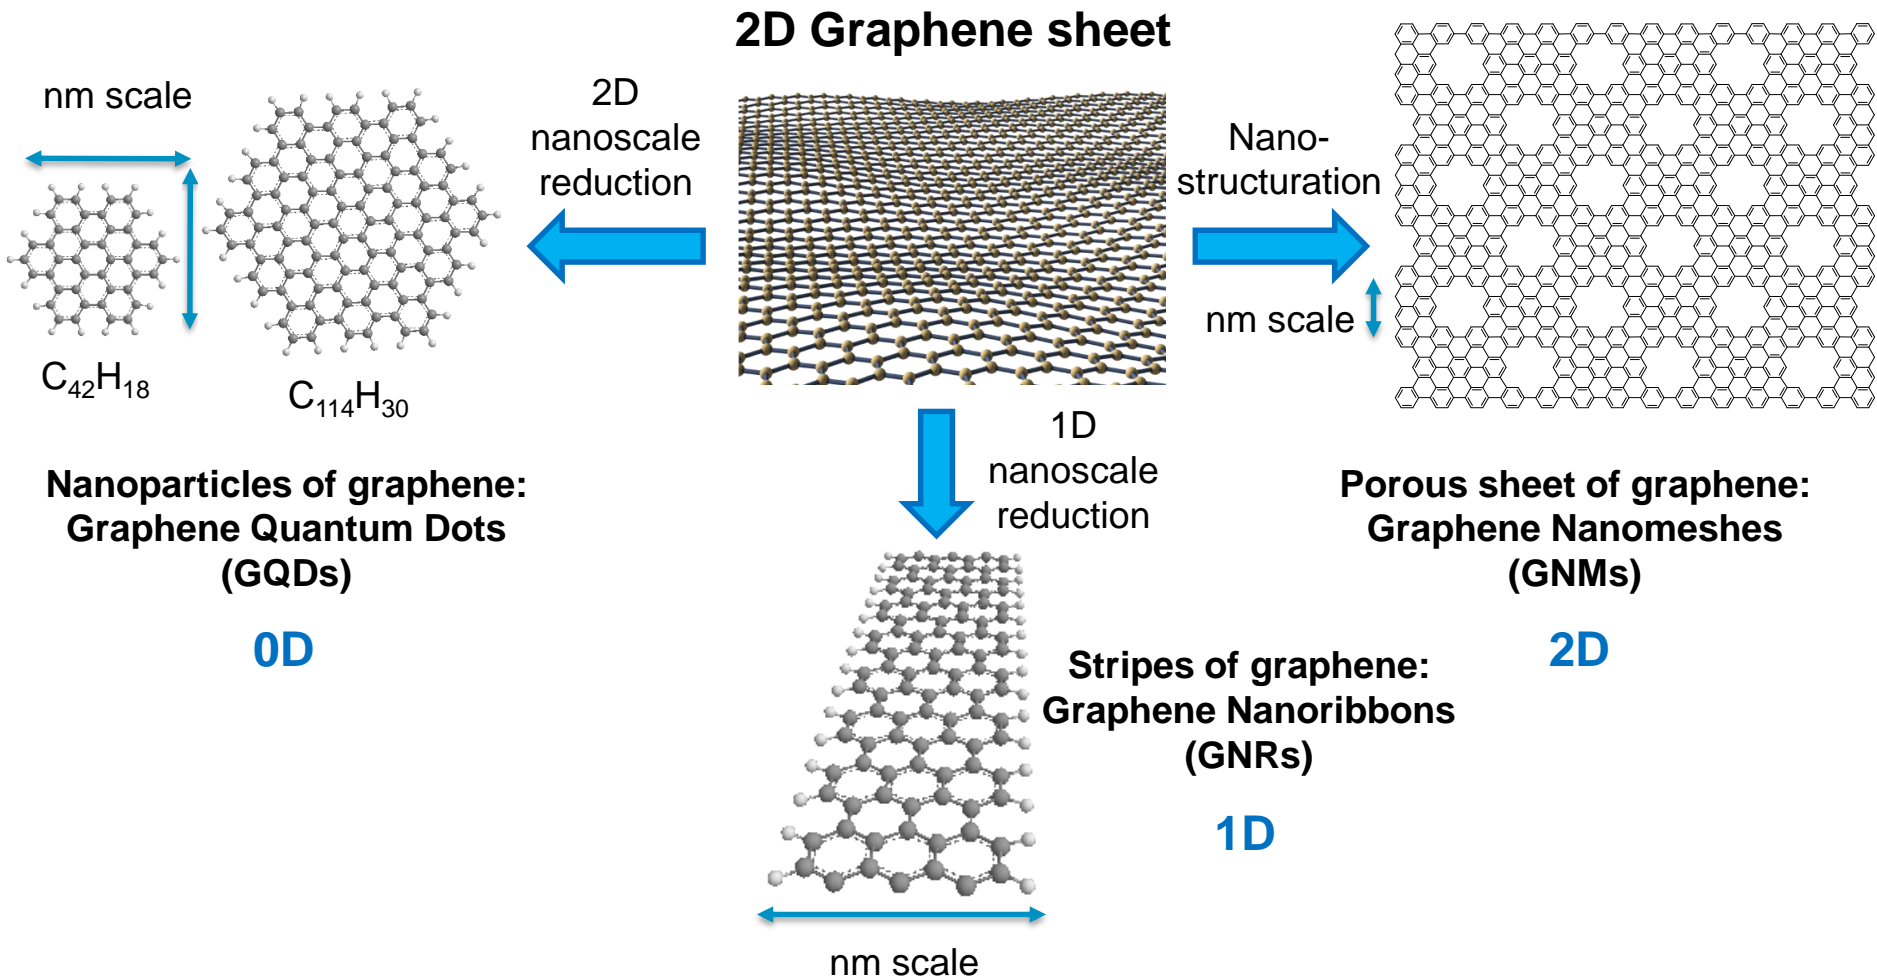 2D Graphene sheet
nm scale
2D
nanoscale
reduction
Nano-
structuration
nm scale
C₄₂H₁₈
C₁₁₄H₃₀
1D
nanoscale
reduction
Nanoparticles of graphene:
Graphene Quantum Dots
(GQDs)
0D
Porous sheet of graphene:
Graphene Nanomeshes
(GNMs)
2D
Stripes of graphene:
Graphene Nanoribbons
(GNRs)
1D
nm scale